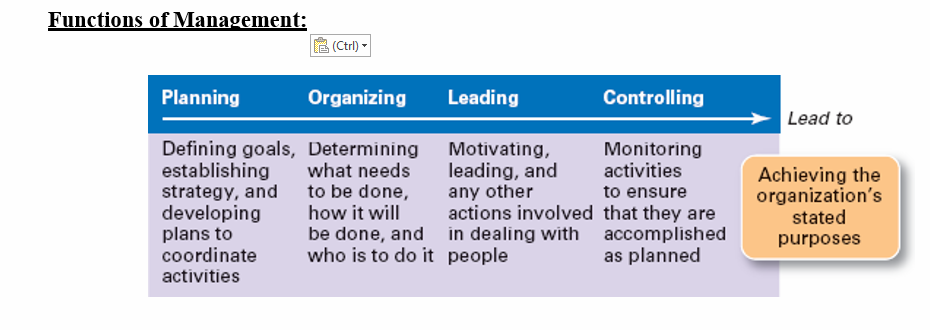 Functions of Management:
(Ctrl)
Planning Organizing Leading Controlling
Lead to
Defining goals,
establishing
strategy, and
developing
plans to
coordinate
activities
Determining
what needs
to be done,
how it will
be done, and
who is to do it
Motivating,
leading, and
any other
actions involved
in dealing with
people
Monitoring
activities
to ensure
that they are
accomplished
as planned
Achieving the
organization's
stated
purposes